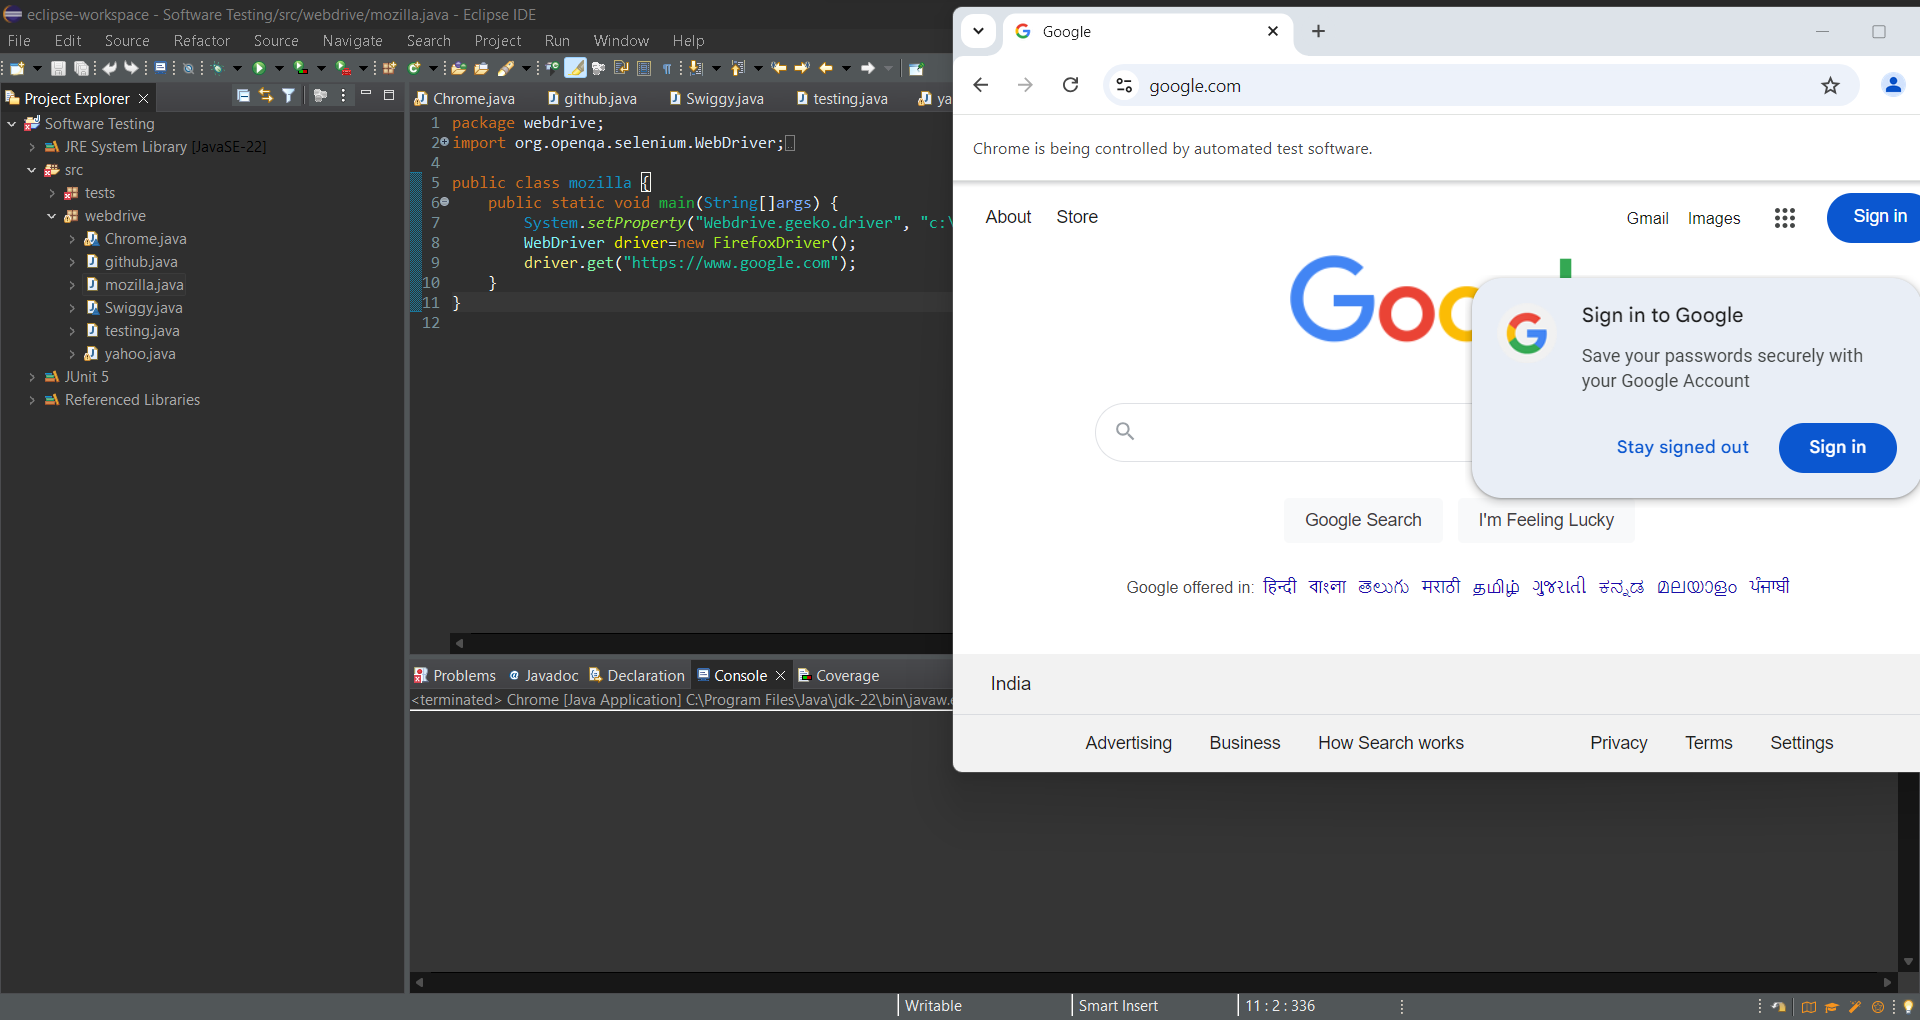 eclipse-workspace - Software Testing/src/webdrive/mozilla.java - Eclipse IDE
File Edit Source Refactor Source Navigate Search Project Run Window Help
Project Explorer
Software Testing
JRE System Library [JavaSE-22]
src
tests
webdrive
Chrome.java
github.java
mozilla.java
Swiggy.java
testing.java
yahoo.java
JUnit 5
Referenced Libraries
Chrome.java github.java Swiggy.java testing.java ya
1 package webdrive;
2 import org.openqa.selenium.WebDriver;
4
5 public class mozilla {
6 public static void main(String[]args) {
7 System.setProperty("Webdrive.geeko.driver", "c:\
8 WebDriver driver=new FirefoxDriver();
9 driver.get("https://www.google.com");
10 }
11 }
12
Problems Javadoc Declaration Console Coverage
<terminated> Chrome [Java Application] C:\Program Files\Java\jdk-22\bin\javaw.e
Writable Smart Insert 11 : 2 : 336
Google
google.com
Chrome is being controlled by automated test software.
About Store Gmail Images Sign in
Sign in to Google
Save your passwords securely with
your Google Account
Stay signed out Sign in
Google Search I'm Feeling Lucky
Google offered in: हिन्दी বাংলা తెలుగు मराठी தமிழ் ગુજરાતી ಕನ್ನಡ മലയാളം ਪੰਜਾਬੀ
India
Advertising Business How Search works Privacy Terms Settings